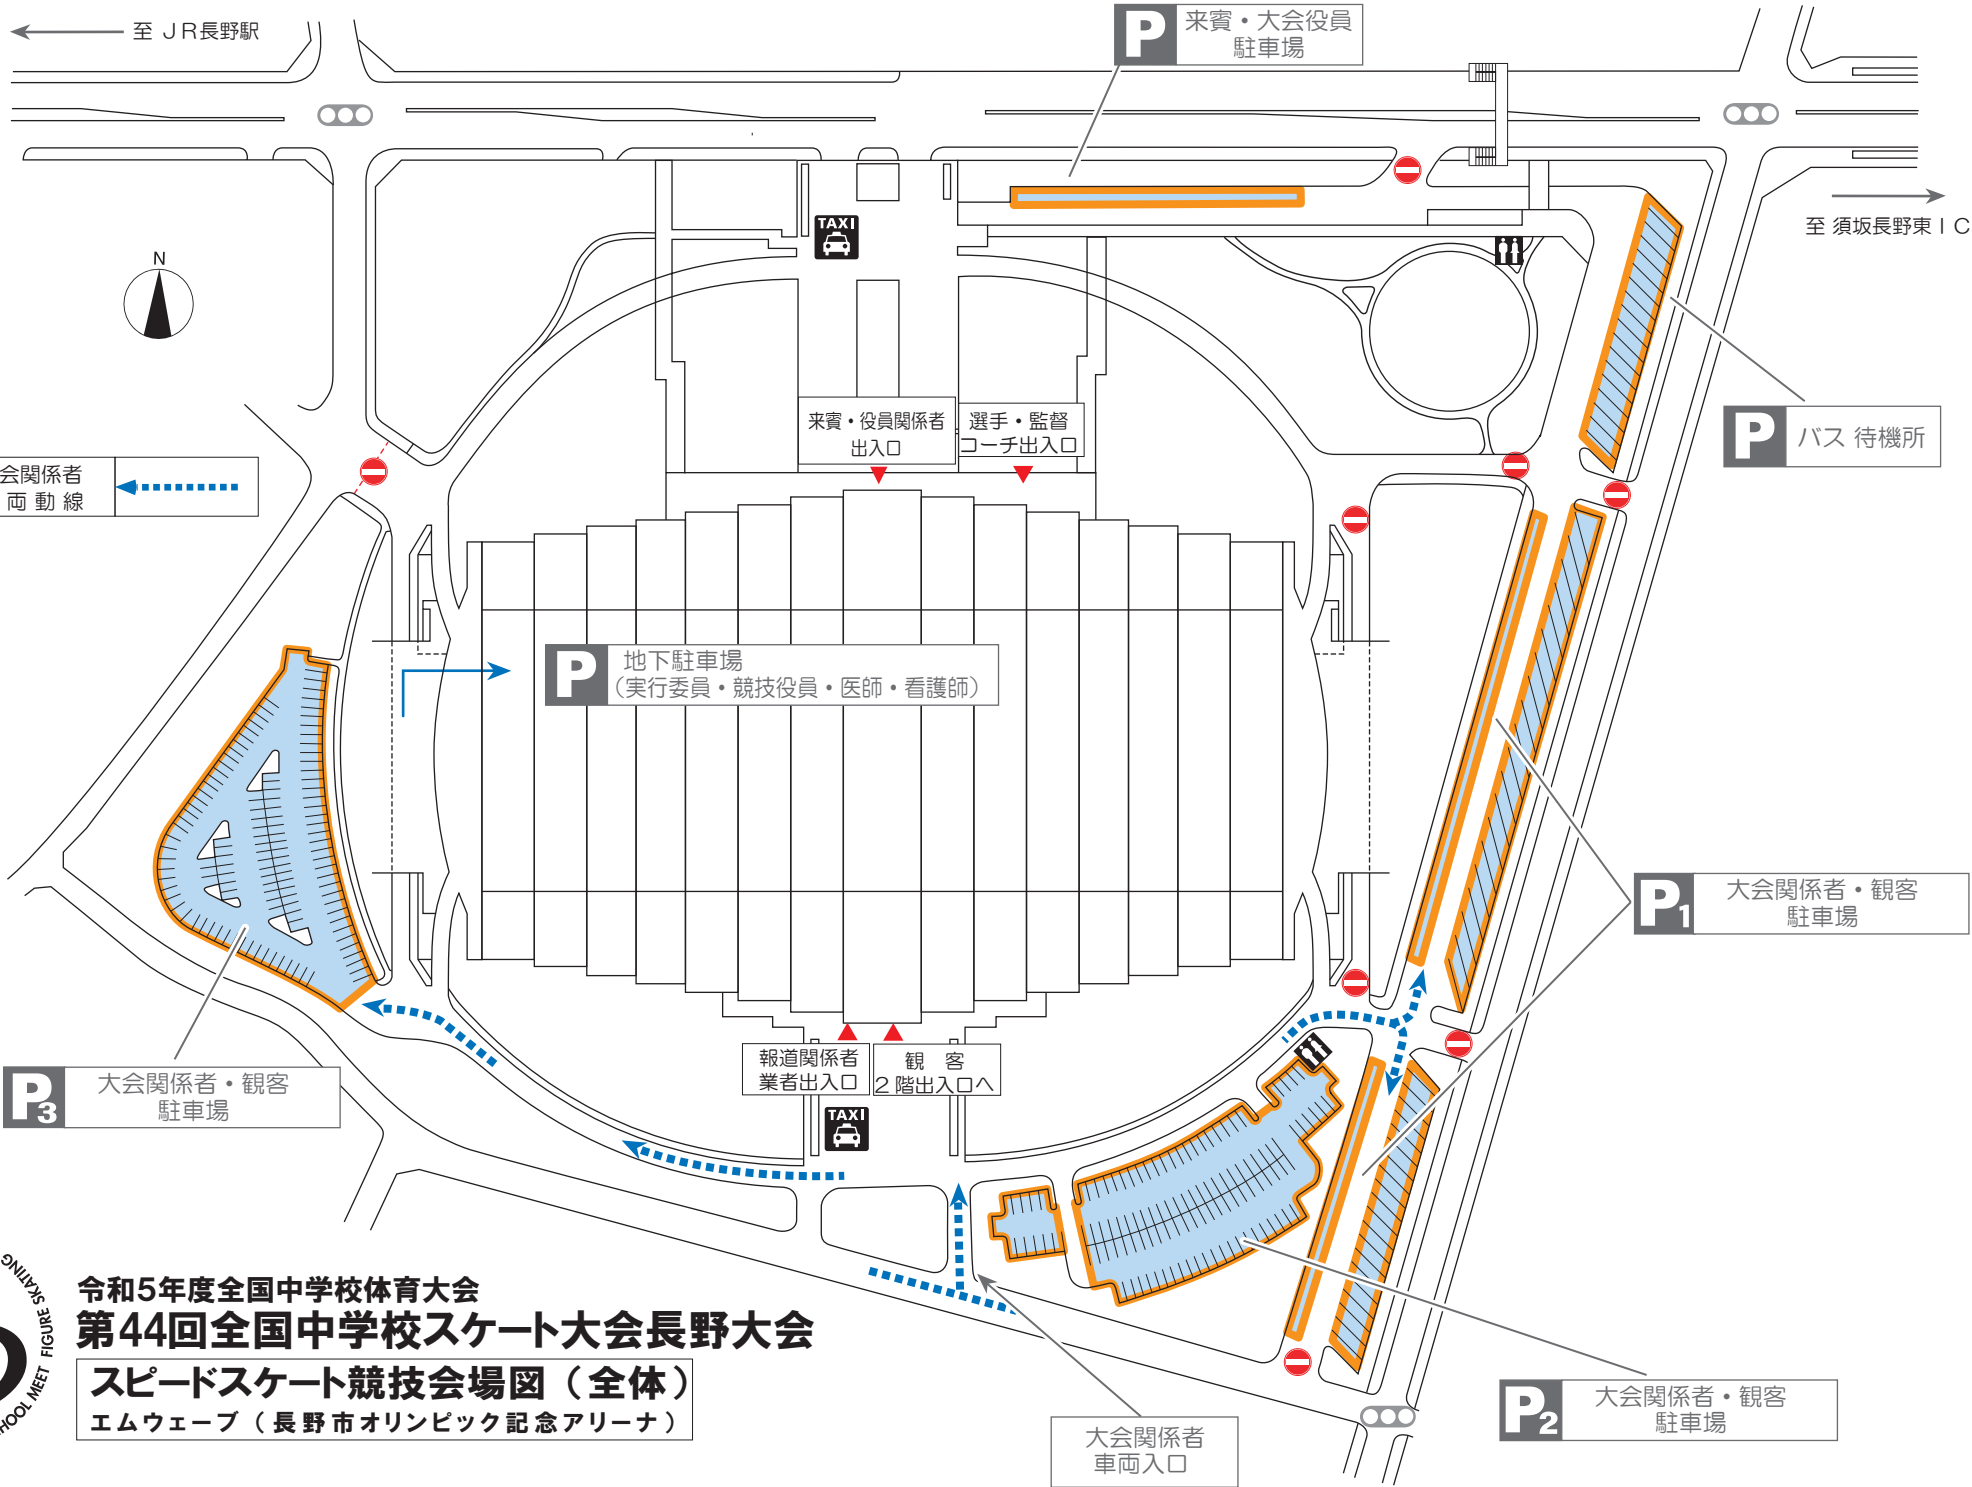 至 JR長野駅
P 来賓・大会役員
駐車場
至 須坂長野東IC
N
TAXI
来賓・役員関係者
出入口
選手・監督
コーチ出入口
P バス 待機所
会関係者
両動線
P 地下駐車場
(実行委員・競技役員・医師・看護師)
P1 大会関係者・観客
駐車場
報道関係者
業者出入口
観 客
2階出入口へ
TAXI
P3 大会関係者・観客
駐車場
P2 大会関係者・観客
駐車場
大会関係者
車両入口
HOOL MEET FIGURE SKATING
令和5年度全国中学校体育大会
第44回全国中学校スケート大会長野大会
スピードスケート競技会場図(全体)
エムウェーブ(長野市オリンピック記念アリーナ)